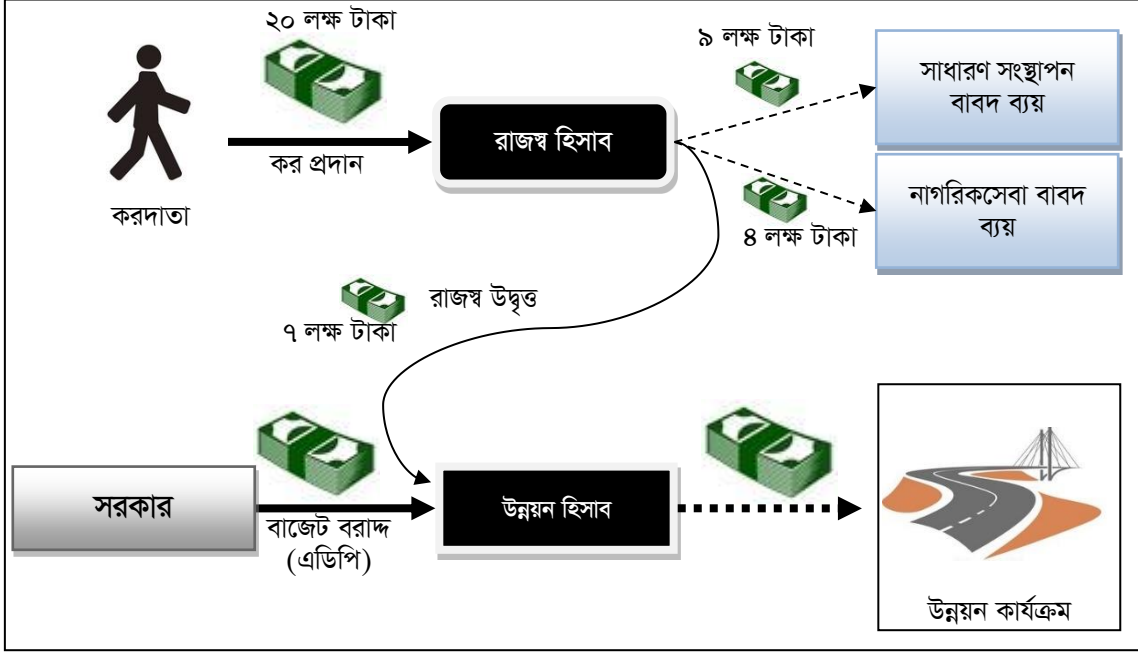 ২০ লক্ষ টাকা
৯ লক্ষ টাকা
সাধারণ সংস্থাপন
বাবদ ব্যয়
রাজস্ব হিসাব
কর প্রদান
করদাতা
নাগরিকসেবা বাবদ
ব্যয়
৪ লক্ষ টাকা
রাজস্ব উদ্বৃত্ত
৭ লক্ষ টাকা
সরকার
বাজেট বরাদ্দ
(এডিপি)
উন্নয়ন হিসাব
উন্নয়ন কার্যক্রম